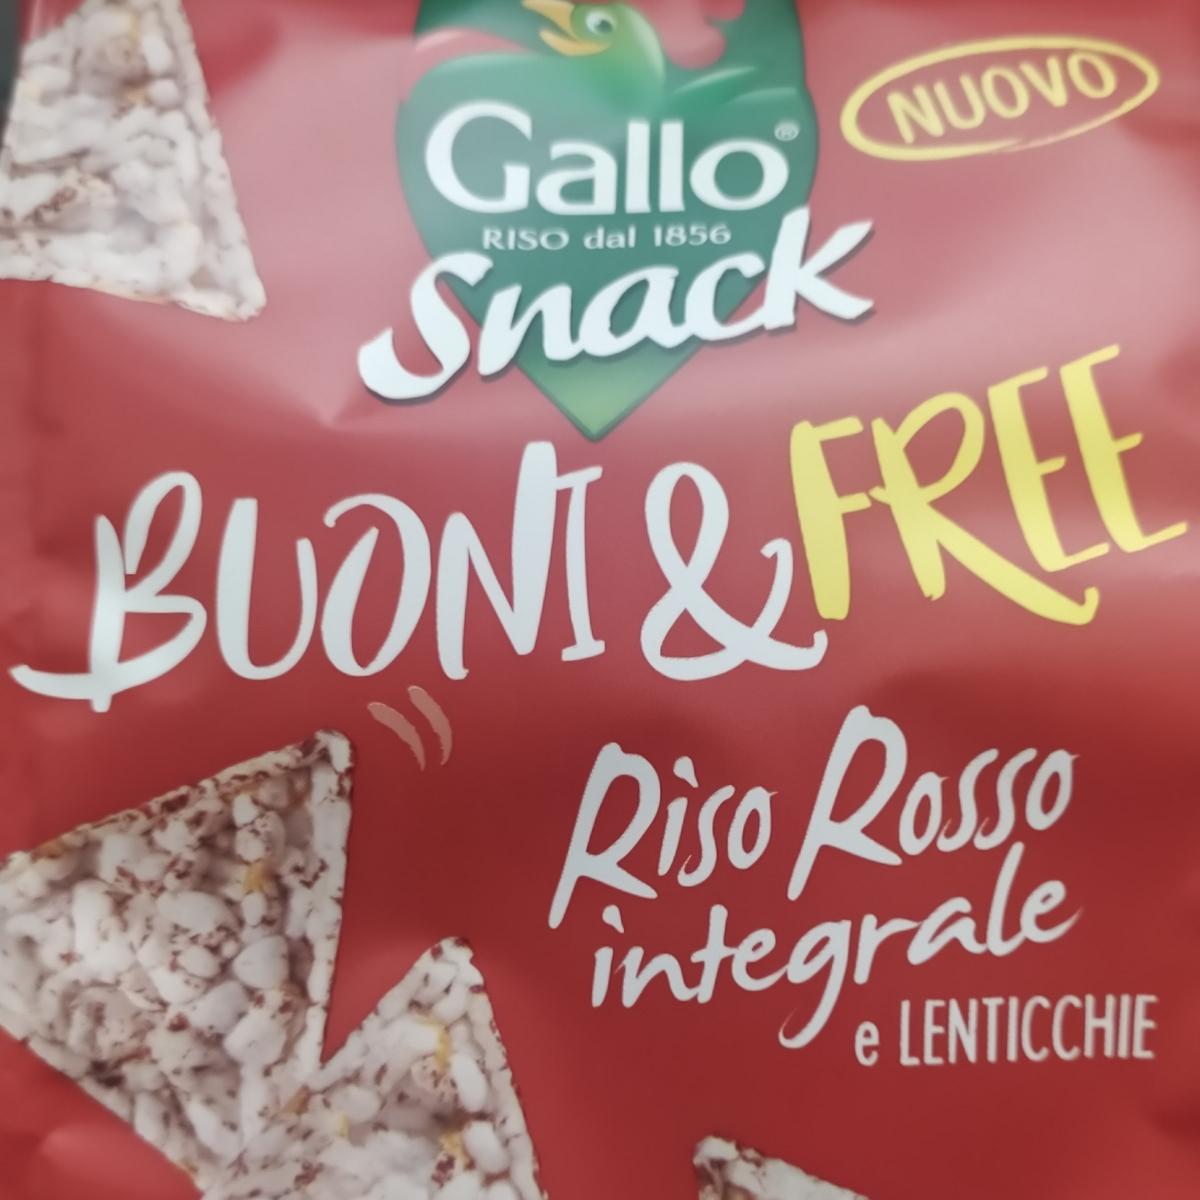 NUOVO
Gallo®
RISO dal 1856
Snack
BUONI & FREE
Riso Rosso
integrale
e LENTICCHIE